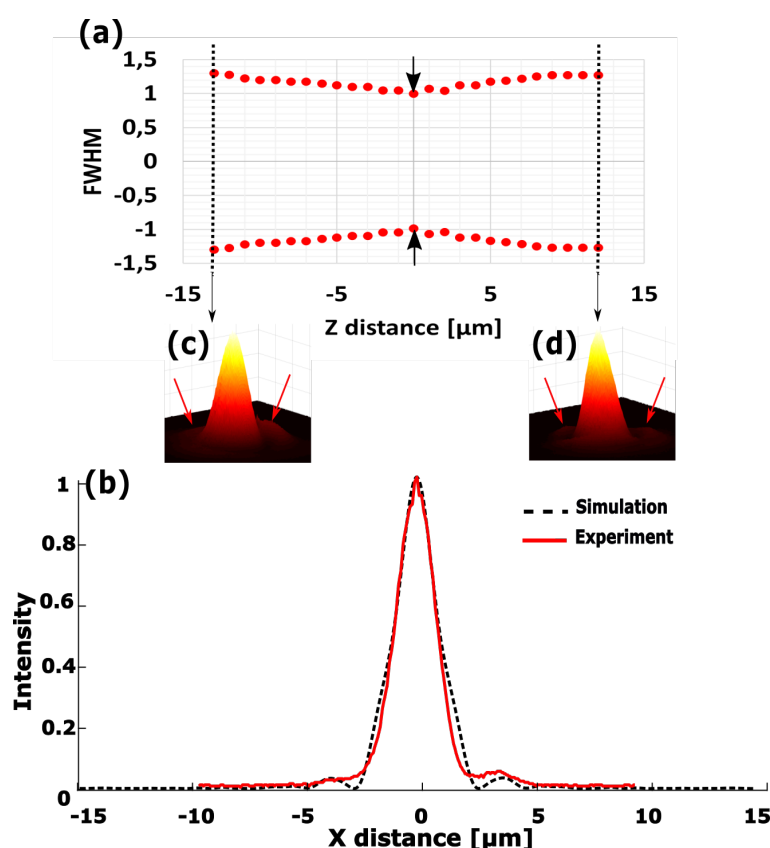 (a)
1,5
1
0,5
0
-0,5
-1
-1,5
FWHM
-15
-5
5
15
Z distance [µm]
(c)
(d)
(b)
1
0.8
0.6
0.4
0.2
0
Intensity
Simulation
Experiment
-15
-10
-5
0
5
10
15
X distance [µm]